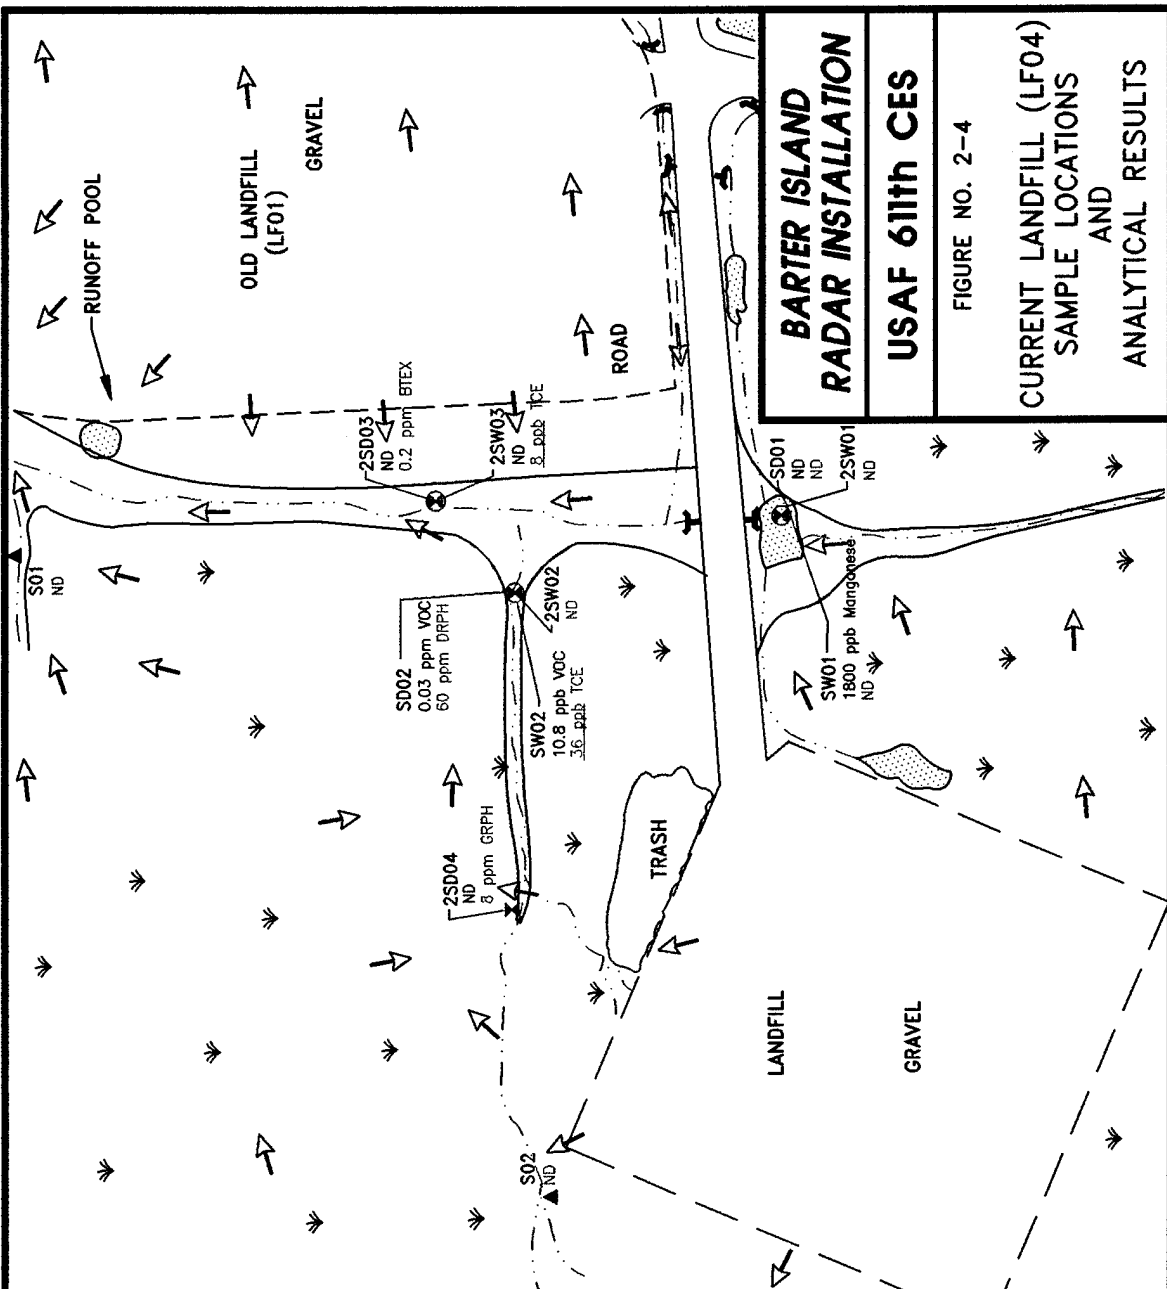 BARTER ISLAND
RADAR INSTALLATION
USAF 611th CES
FIGURE NO. 2-4
CURRENT LANDFILL (LF04)
SAMPLE LOCATIONS
AND
ANALYTICAL RESULTS
RUNOFF POOL
OLD LANDFILL
(LF01)
GRAVEL
ROAD
2SD03
ND
0.2 ppm BTEX
2SW03
ND
8 ppb TCE
SD01
ND
ND
2SW01
ND
S01
ND
SD02
0.03 ppm VOC
60 ppm DRPH
2SW02
ND
SW02
10.8 ppb VOC
36 ppb TCE
SW01
1800 ppb Manganese
ND
2SD04
ND
8 ppm GRPH
TRASH
LANDFILL
GRAVEL
S02
ND